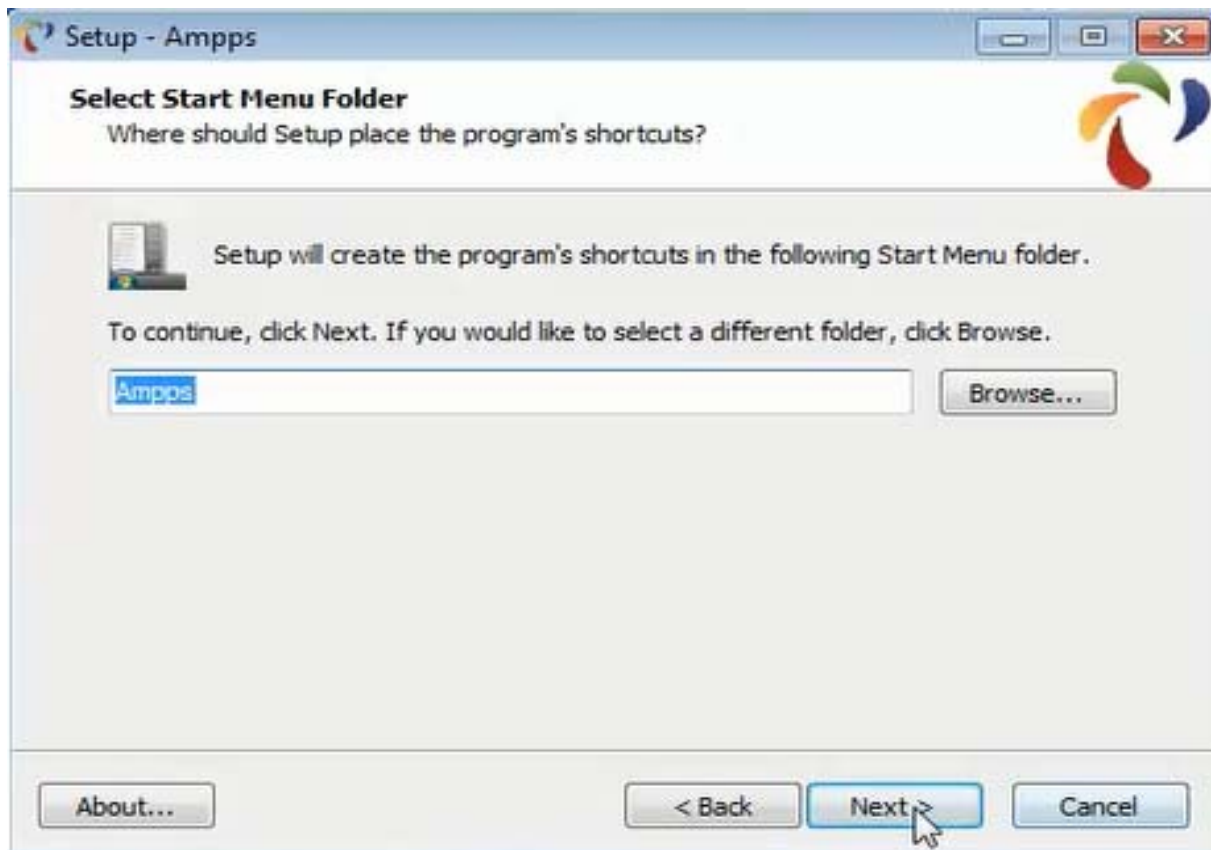 Setup - Ampps
Select Start Menu Folder
Where should Setup place the program's shortcuts?
Setup will create the program's shortcuts in the following Start Menu folder.
To continue, click Next. If you would like to select a different folder, click Browse.
Ampps
Browse...
About...
< Back
Next >
Cancel